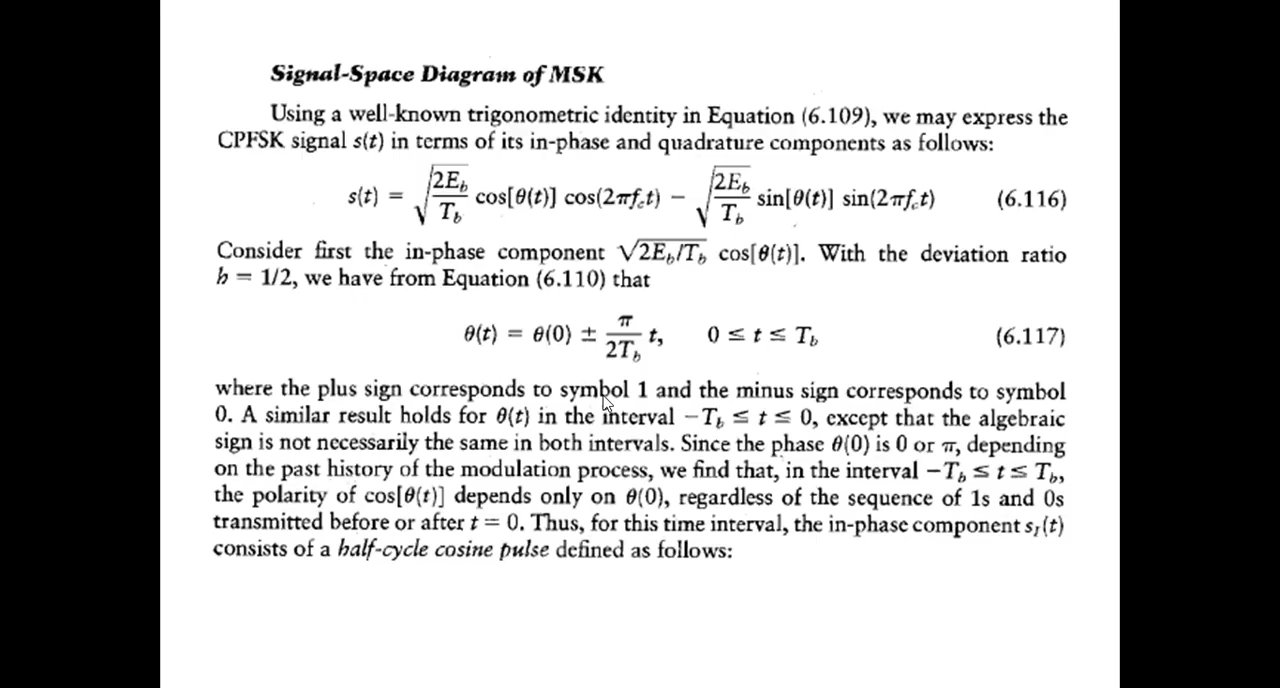 Signal-Space Diagram of MSK
Using a well-known trigonometric identity in Equation (6.109), we may express the
CPFSK signal s(t) in terms of its in-phase and quadrature components as follows:
s(t) = √(2E_b/T_b) cos[θ(t)] cos(2πf_c t) − √(2E_b/T_b) sin[θ(t)] sin(2πf_c t) (6.116)
Consider first the in-phase component √2E_b/T_b cos[θ(t)]. With the deviation ratio
h = 1/2, we have from Equation (6.110) that
θ(t) = θ(0) ± π/2T_b t, 0 ≤ t ≤ T_b (6.117)
where the plus sign corresponds to symbol 1 and the minus sign corresponds to symbol
0. A similar result holds for θ(t) in the interval −T_b ≤ t ≤ 0, except that the algebraic
sign is not necessarily the same in both intervals. Since the phase θ(0) is 0 or π, depending
on the past history of the modulation process, we find that, in the interval −T_b ≤ t ≤ T_b,
the polarity of cos[θ(t)] depends only on θ(0), regardless of the sequence of 1s and 0s
transmitted before or after t = 0. Thus, for this time interval, the in-phase component s_I(t)
consists of a half-cycle cosine pulse defined as follows: